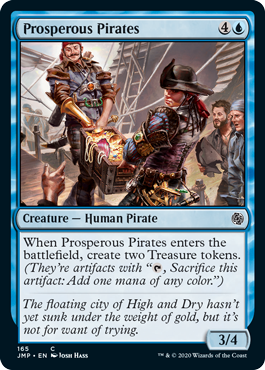 Prosperous Pirates 4
Creature — Human Pirate
When Prosperous Pirates enters the
battlefield, create two Treasure tokens.
(They're artifacts with “, Sacrifice this
artifact: Add one mana of any color.”)
The floating city of High and Dry hasn't
yet sunk under the weight of gold, but it's
not for want of trying.
3/4
165 C
JMP • EN Josh Hass
™ & © 2020 Wizards of the Coast